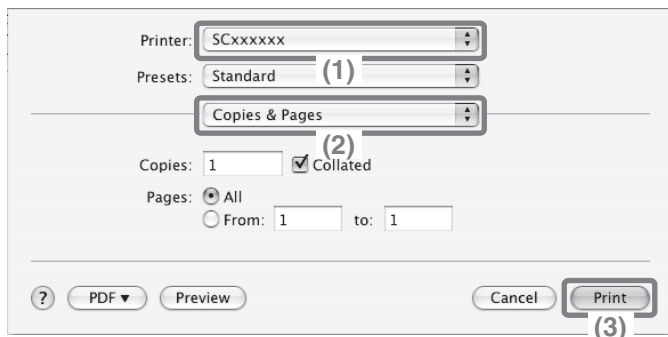 Printer: SCxxxxxx
(1)
Presets: Standard
Copies & Pages
(2)
Copies: 1 Collated
Pages: All
From: 1 to: 1
? PDF▼ Preview Cancel Print
(3)